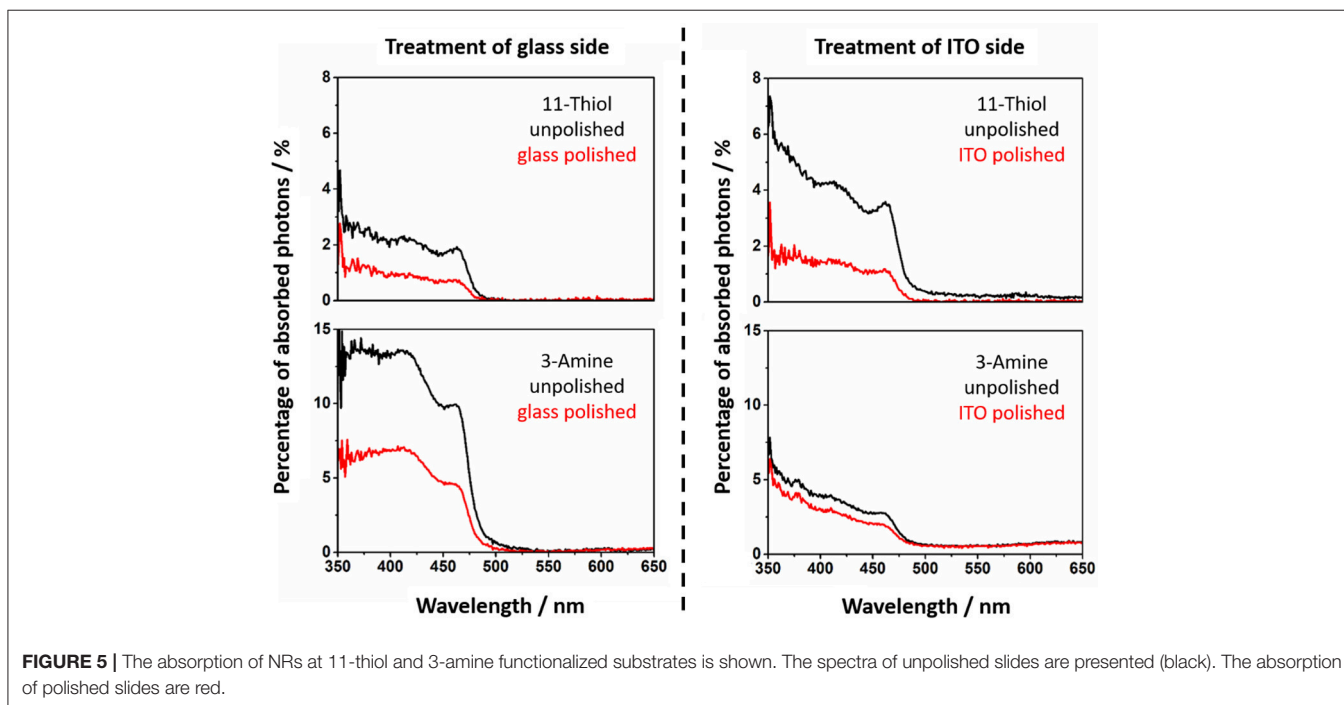 Treatment of glass side
Treatment of ITO side
Percentage of absorbed photons / %
8
6
4
2
0
11-Thiol
unpolished
glass polished
15
10
5
0
3-Amine
unpolished
glass polished
350 400 450 500 550 600 650
Wavelength / nm
Percentage of absorbed photons / %
8
6
4
2
0
11-Thiol
unpolished
ITO polished
15
10
5
0
3-Amine
unpolished
ITO polished
350 400 450 500 550 600 650
Wavelength / nm
FIGURE 5 | The absorption of NRs at 11-thiol and 3-amine functionalized substrates is shown. The spectra of unpolished slides are presented (black). The absorption
of polished slides are red.